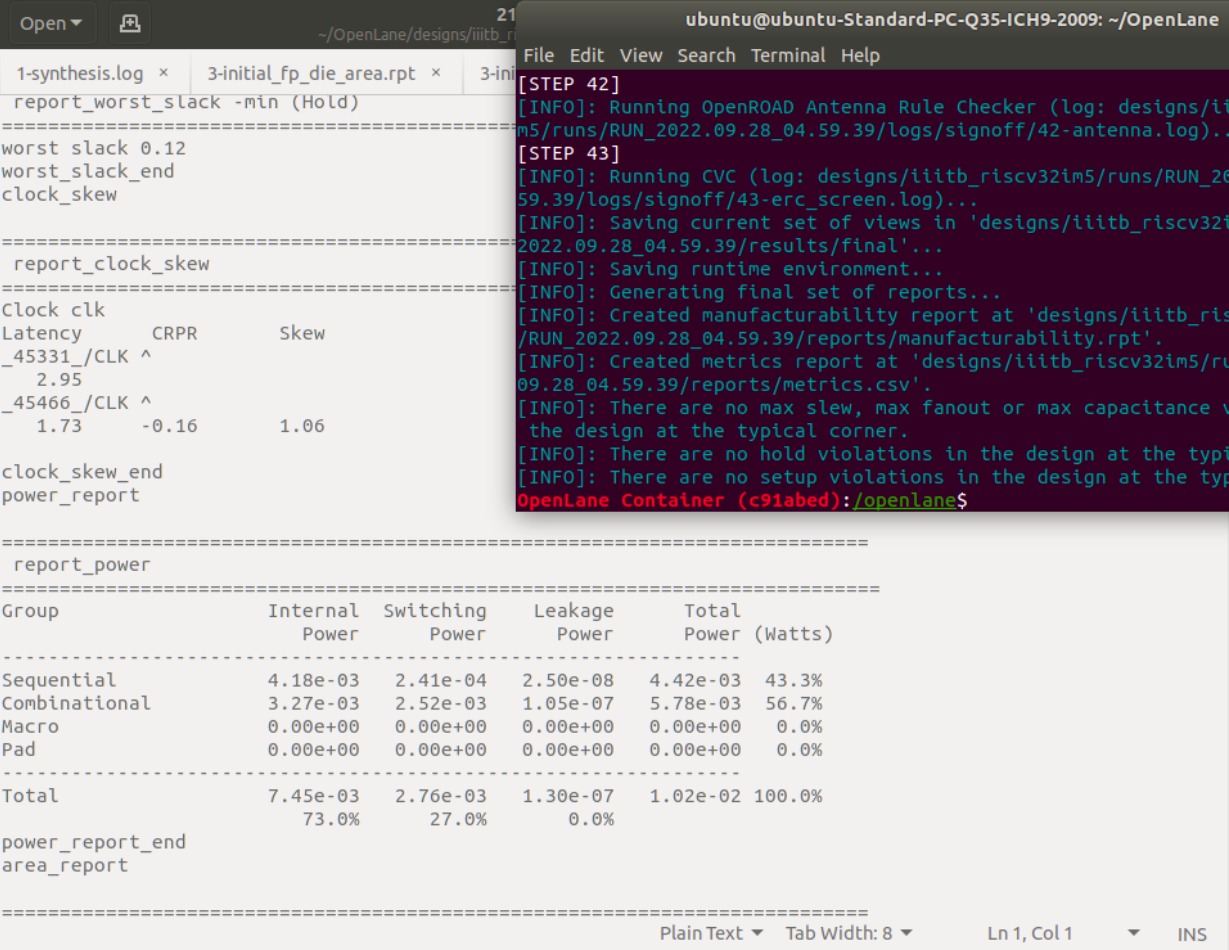 Open
21
~/OpenLane/designs/iiitb_ri
1-synthesis.log ×
3-initial_fp_die_area.rpt ×
3-ini
report_worst_slack -min (Hold)
===========================================
worst slack 0.12
worst_slack_end
clock_skew
===========================================
report_clock_skew
===========================================
Clock clk
Latency CRPR Skew
_45331_/CLK ^
2.95
_45466_/CLK ^
1.73 -0.16 1.06
clock_skew_end
power_report
===========================================================================
report_power
============================================================================
Group Internal Switching Leakage Total
Power Power Power Power (Watts)
----------------------------------------------------------------
Sequential 4.18e-03 2.41e-04 2.50e-08 4.42e-03 43.3%
Combinational 3.27e-03 2.52e-03 1.05e-07 5.78e-03 56.7%
Macro 0.00e+00 0.00e+00 0.00e+00 0.00e+00 0.0%
Pad 0.00e+00 0.00e+00 0.00e+00 0.00e+00 0.0%
----------------------------------------------------------------
Total 7.45e-03 2.76e-03 1.30e-07 1.02e-02 100.0%
73.0% 27.0% 0.0%
power_report_end
area_report
===========================================================================
Plain Text Tab Width: 8 Ln 1, Col 1 INS
ubuntu@ubuntu-Standard-PC-Q35-ICH9-2009: ~/OpenLane
File Edit View Search Terminal Help
[STEP 42]
[INFO]: Running OpenROAD Antenna Rule Checker (log: designs/ii
m5/runs/RUN_2022.09.28_04.59.39/logs/signoff/42-antenna.log)..
[STEP 43]
[INFO]: Running CVC (log: designs/iiitb_riscv32im5/runs/RUN_20
59.39/logs/signoff/43-erc_screen.log)...
[INFO]: Saving current set of views in 'designs/iiitb_riscv32i
2022.09.28_04.59.39/results/final'...
[INFO]: Saving runtime environment...
[INFO]: Generating final set of reports...
[INFO]: Created manufacturability report at 'designs/iiitb_ris
/RUN_2022.09.28_04.59.39/reports/manufacturability.rpt'.
[INFO]: Created metrics report at 'designs/iiitb_riscv32im5/ru
09.28_04.59.39/reports/metrics.csv'.
[INFO]: There are no max slew, max fanout or max capacitance v
the design at the typical corner.
[INFO]: There are no hold violations in the design at the typi
[INFO]: There are no setup violations in the design at the typ
OpenLane Container (c91abed):/openlane$